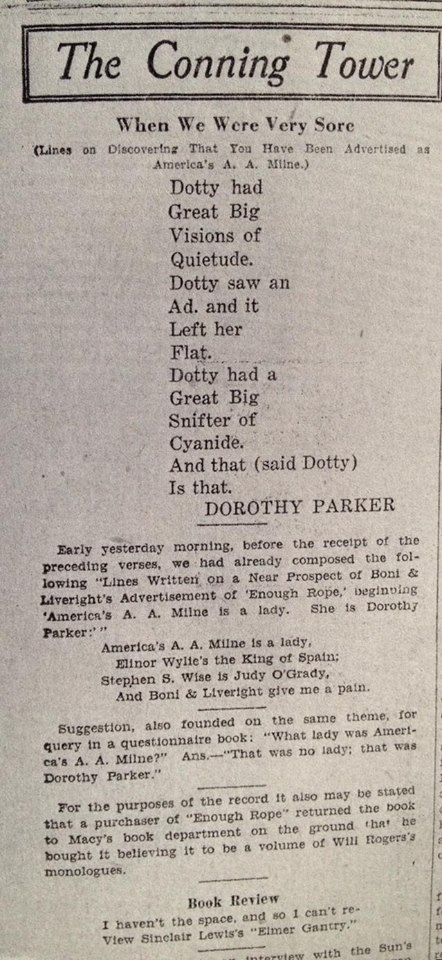 The Conning Tower
When We Were Very Sore
(Lines on Discovering That You Have Been Advertised as
America's A. A. Milne.)
Dotty had
Great Big
Visions of
Quietude.
Dotty saw an
Ad. and it
Left her
Flat.
Dotty had a
Great Big
Snifter of
Cyanide.
And that (said Dotty)
Is that.
DOROTHY PARKER
Early yesterday morning, before the receipt of the
preceding verses, we had already composed the fol-
lowing "Lines Written on a Near Prospect of Boni &
Liveright's Advertisement of 'Enough Rope,' beginning
'America's A. A. Milne is a lady. She is Dorothy
Parker:' "
America's A. A. Milne is a lady,
Elinor Wylie's the King of Spain;
Stephen S. Wise is Judy O'Grady,
And Boni & Liveright give me a pain.
Suggestion, also founded on the same theme, for
query in a questionnaire book: "What lady was Ameri-
ca's A. A. Milne?" Ans.—"That was no lady; that was
Dorothy Parker."
For the purposes of the record it also may be stated
that a purchaser of "Enough Rope" returned the book
to Macy's book department on the ground that he
bought it believing it to be a volume of Will Rogers's
monologues.
Book Review
I haven't the space, and so I can't re-
View Sinclair Lewis's "Elmer Gantry."
interview with the Sun's